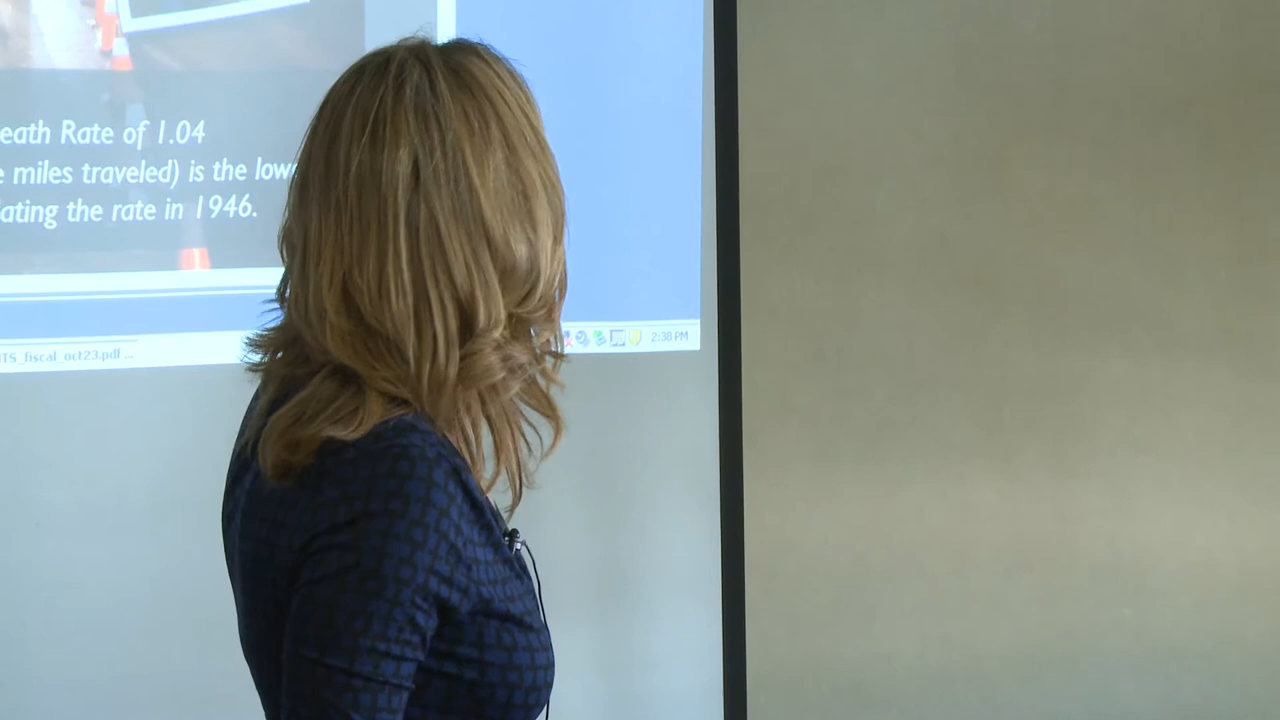 eath Rate of 1.04
miles traveled) is the
ating the rate in 1946.
TS_fiscal_oct23.pdf ...
2:38 PM